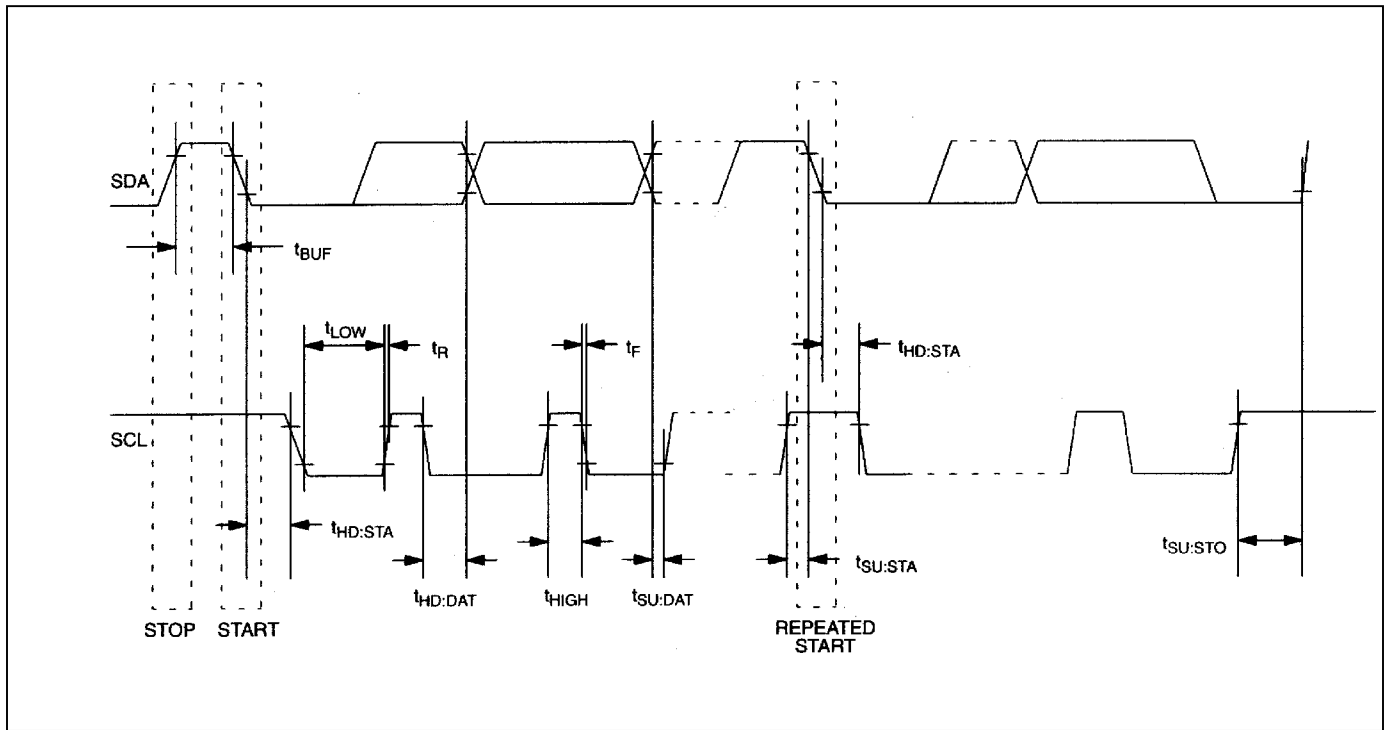 SDA
tBUF
tLOW
tR
tF
tHD:STA
SCL
tHD:STA
tSU:STA
tSU:STO
tHD:DAT
tHIGH
tSU:DAT
STOP
START
REPEATED
START